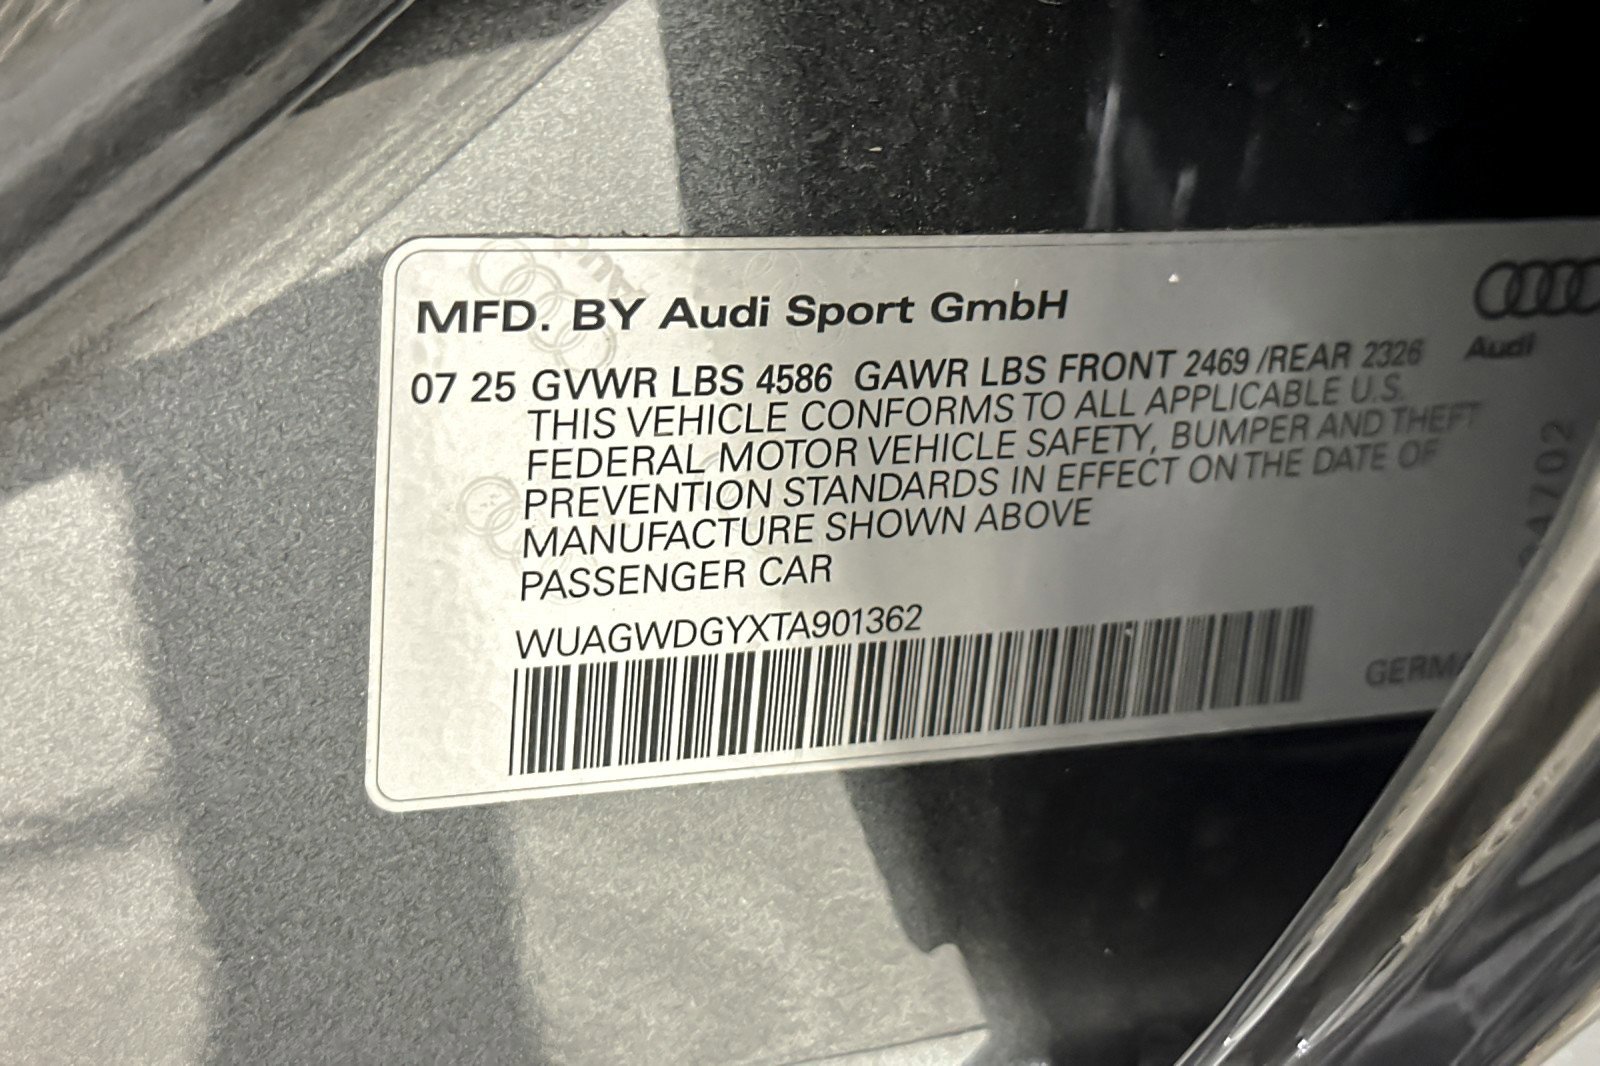 MFD. BY Audi Sport GmbH
Audi
07 25 GVWR LBS 4586 GAWR LBS FRONT 2469 /REAR 2326
THIS VEHICLE CONFORMS TO ALL APPLICABLE U.S.
FEDERAL MOTOR VEHICLE SAFETY, BUMPER AND THEFT
PREVENTION STANDARDS IN EFFECT ON THE DATE OF
MANUFACTURE SHOWN ABOVE
PASSENGER CAR
WUAGWDGYXTA901362